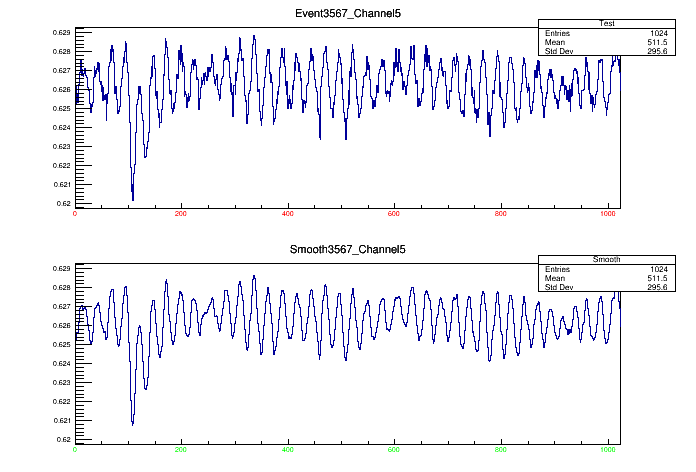 Event3567_Channel5
Test
Entries 1024
Mean 511.5
Std Dev 295.6
0.629
0.628
0.627
0.626
0.625
0.624
0.623
0.622
0.621
0.62
0 200 400 600 800 1000
Smooth3567_Channel5
Smooth
Entries 1024
Mean 511.5
Std Dev 295.6
0.629
0.628
0.627
0.626
0.625
0.624
0.623
0.622
0.621
0.62
0 200 400 600 800 1000